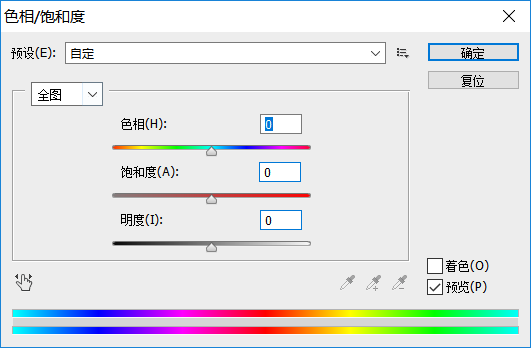 色相/饱和度
预设(E): 自定
确定
复位
全图
色相(H): 0
饱和度(A): 0
明度(I): 0
着色(O)
预览(P)